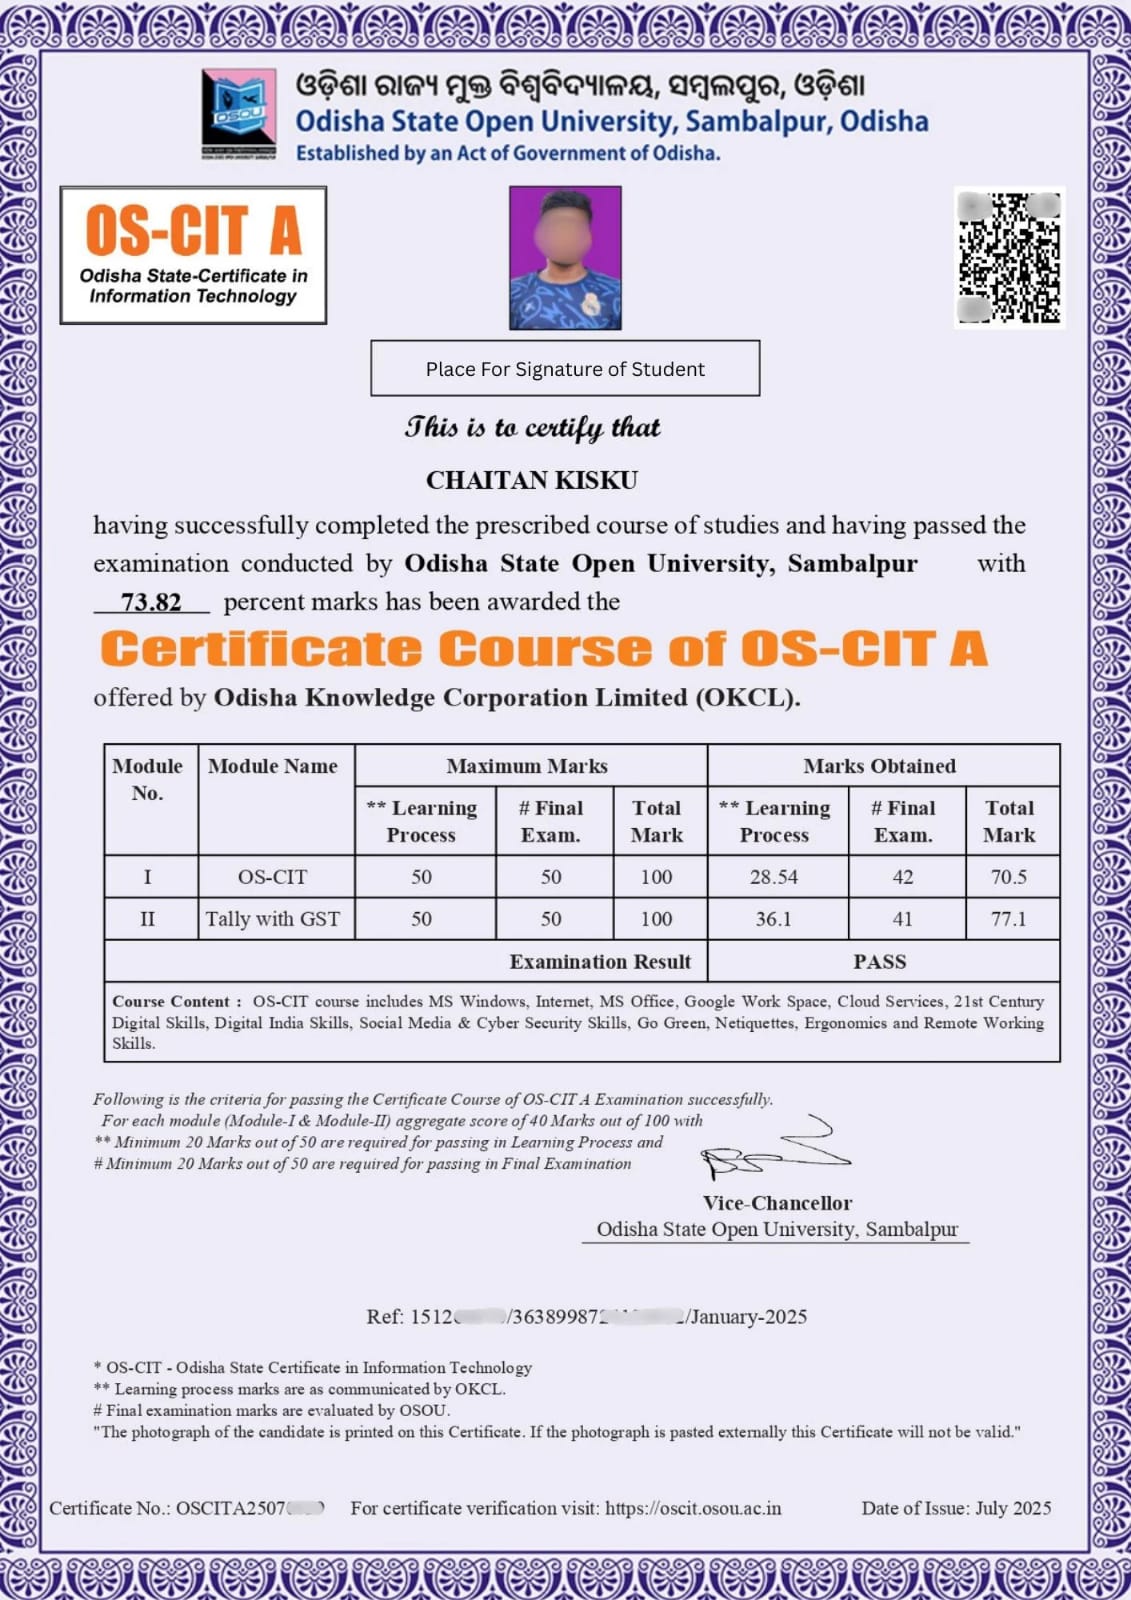 ଓଡ଼ିଶା ରାଜ୍ୟ ମୁକ୍ତ ବିଶ୍ୱବିଦ୍ୟାଳୟ, ସମ୍ବଲପୁର, ଓଡ଼ିଶା
Odisha State Open University, Sambalpur, Odisha
Established by an Act of Government of Odisha.
OSOU
OS-CIT A
Odisha State-Certificate in
Information Technology
Place For Signature of Student
This is to certify that
CHAITAN KISKU
having successfully completed the prescribed course of studies and having passed the
examination conducted by Odisha State Open University, Sambalpur with
73.82 percent marks has been awarded the
Certificate Course of OS-CIT A
offered by Odisha Knowledge Corporation Limited (OKCL).
Module No. Module Name Maximum Marks Marks Obtained
** Learning Process # Final Exam. Total Mark ** Learning Process # Final Exam. Total Mark
I OS-CIT 50 50 100 28.54 42 70.5
II Tally with GST 50 50 100 36.1 41 77.1
Examination Result PASS
Course Content : OS-CIT course includes MS Windows, Internet, MS Office, Google Work Space, Cloud Services, 21st Century
Digital Skills, Digital India Skills, Social Media & Cyber Security Skills, Go Green, Netiquettes, Ergonomics and Remote Working
Skills.
Following is the criteria for passing the Certificate Course of OS-CIT A Examination successfully.
For each module (Module-I & Module-II) aggregate score of 40 Marks out of 100 with
** Minimum 20 Marks out of 50 are required for passing in Learning Process and
# Minimum 20 Marks out of 50 are required for passing in Final Examination
Vice-Chancellor
Odisha State Open University, Sambalpur
Ref: 1512 /36389987 /January-2025
* OS-CIT - Odisha State Certificate in Information Technology
** Learning process marks are as communicated by OKCL.
# Final examination marks are evaluated by OSOU.
"The photograph of the candidate is printed on this Certificate. If the photograph is pasted externally this Certificate will not be valid."
Certificate No.: OSCITA2507 For certificate verification visit: https://oscit.osou.ac.in Date of Issue: July 2025